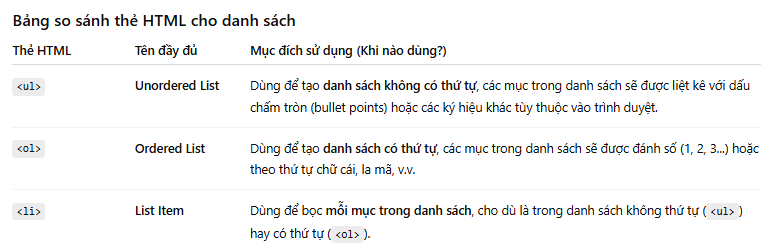 Bảng so sánh thẻ HTML cho danh sách
Thẻ HTML Tên đầy đủ Mục đích sử dụng (Khi nào dùng?)
<ul> Unordered List Dùng để tạo danh sách không có thứ tự, các mục trong danh sách sẽ được liệt kê với dấu
chấm tròn (bullet points) hoặc các ký hiệu khác tùy thuộc vào trình duyệt.
<ol> Ordered List Dùng để tạo danh sách có thứ tự, các mục trong danh sách sẽ được đánh số (1, 2, 3...) hoặc
theo thứ tự chữ cái, la mã, v.v.
<li> List Item Dùng để bọc mỗi mục trong danh sách, cho dù là trong danh sách không thứ tự ( <ul> )
hay có thứ tự ( <ol> ).